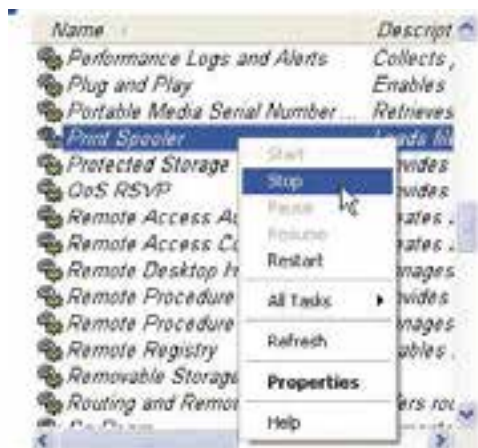 Name Descript
Performance Logs and Alerts Collects,
Plug and Play Enables
Portable Media Serial Number ... Retrieves
Print Spooler Loads file
Protected Storage
QoS RSVP
Remote Access
Remote Access
Remote Desktop
Remote Procedure
Remote Procedure
Remote Registry
Removable Storage
Routing and
Start
Stop
Pause
Resume
Restart
All Tasks
Refresh
Properties
Help